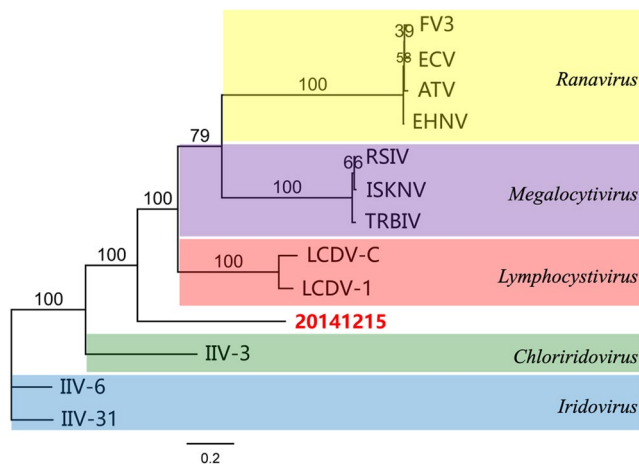 39
FV3
58
ECV
100
ATV
Ranavirus
EHNV
79
66
RSIV
100
ISKNV
Megalocytivirus
TRBIV
100
LCDV-C
100
LCDV-1
Lymphocystivirus
100
20141215
100
IIV-3
Chloriridovirus
IIV-6
Iridovirus
IIV-31
0.2